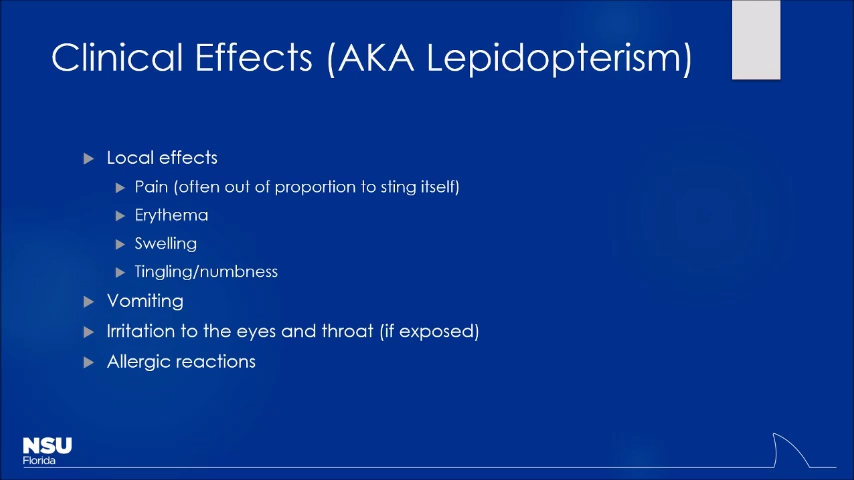 Clinical Effects (AKA Lepidopterism)
Local effects
Pain (often out of proportion to sting itself)
Erythema
Swelling
Tingling/numbness
Vomiting
Irritation to the eyes and throat (if exposed)
Allergic reactions
NSU
Florida